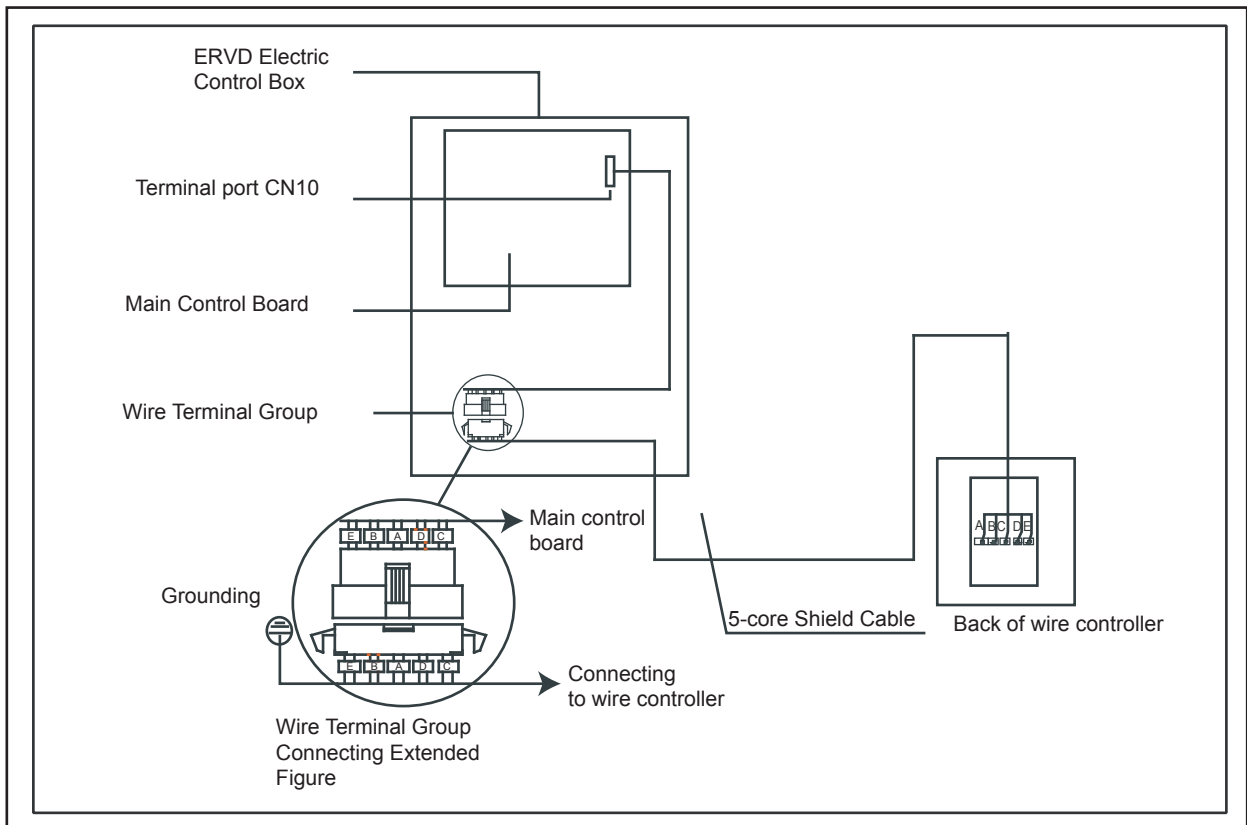 ERVD Electric
Control Box
Terminal port CN10
Main Control Board
Wire Terminal Group
E B A D C
Main control
board
Grounding
E B A D C
Connecting
to wire controller
Wire Terminal Group
Connecting Extended
Figure
5-core Shield Cable
A B C D E
Back of wire controller